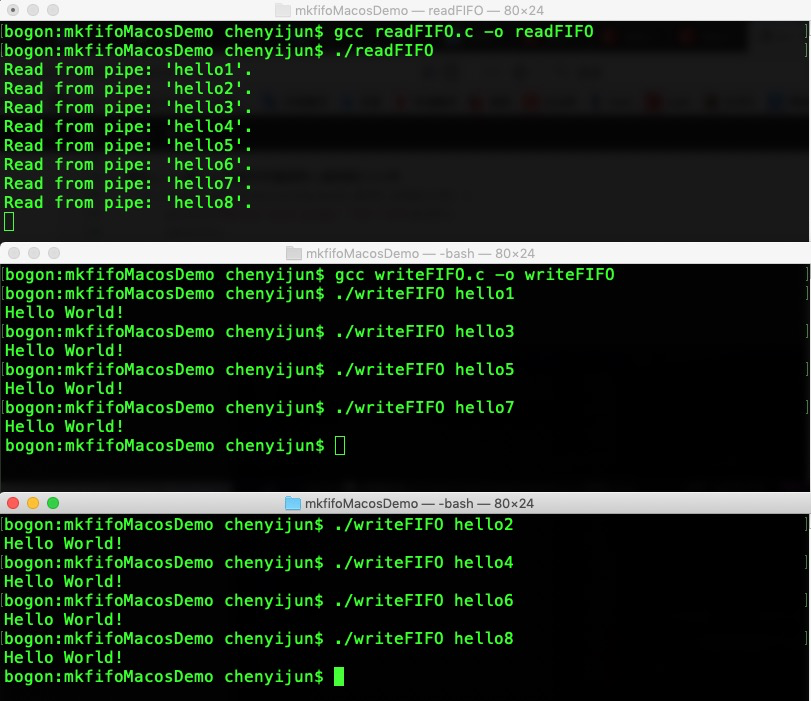 mkfifoMacosDemo — readFIFO — 80×24
[bogon:mkfifoMacosDemo chenyijun$ gcc readFIFO.c -o readFIFO ]
[bogon:mkfifoMacosDemo chenyijun$ ./readFIFO ]
Read from pipe: 'hello1'.
Read from pipe: 'hello2'.
Read from pipe: 'hello3'.
Read from pipe: 'hello4'.
Read from pipe: 'hello5'.
Read from pipe: 'hello6'.
Read from pipe: 'hello7'.
Read from pipe: 'hello8'.
mkfifoMacosDemo — -bash — 80×24
[bogon:mkfifoMacosDemo chenyijun$ gcc writeFIFO.c -o writeFIFO ]
[bogon:mkfifoMacosDemo chenyijun$ ./writeFIFO hello1 ]
Hello World!
[bogon:mkfifoMacosDemo chenyijun$ ./writeFIFO hello3 ]
Hello World!
[bogon:mkfifoMacosDemo chenyijun$ ./writeFIFO hello5 ]
Hello World!
[bogon:mkfifoMacosDemo chenyijun$ ./writeFIFO hello7 ]
Hello World!
bogon:mkfifoMacosDemo chenyijun$
mkfifoMacosDemo — -bash — 80×24
[bogon:mkfifoMacosDemo chenyijun$ ./writeFIFO hello2 ]
Hello World!
[bogon:mkfifoMacosDemo chenyijun$ ./writeFIFO hello4 ]
Hello World!
[bogon:mkfifoMacosDemo chenyijun$ ./writeFIFO hello6 ]
Hello World!
[bogon:mkfifoMacosDemo chenyijun$ ./writeFIFO hello8 ]
Hello World!
bogon:mkfifoMacosDemo chenyijun$